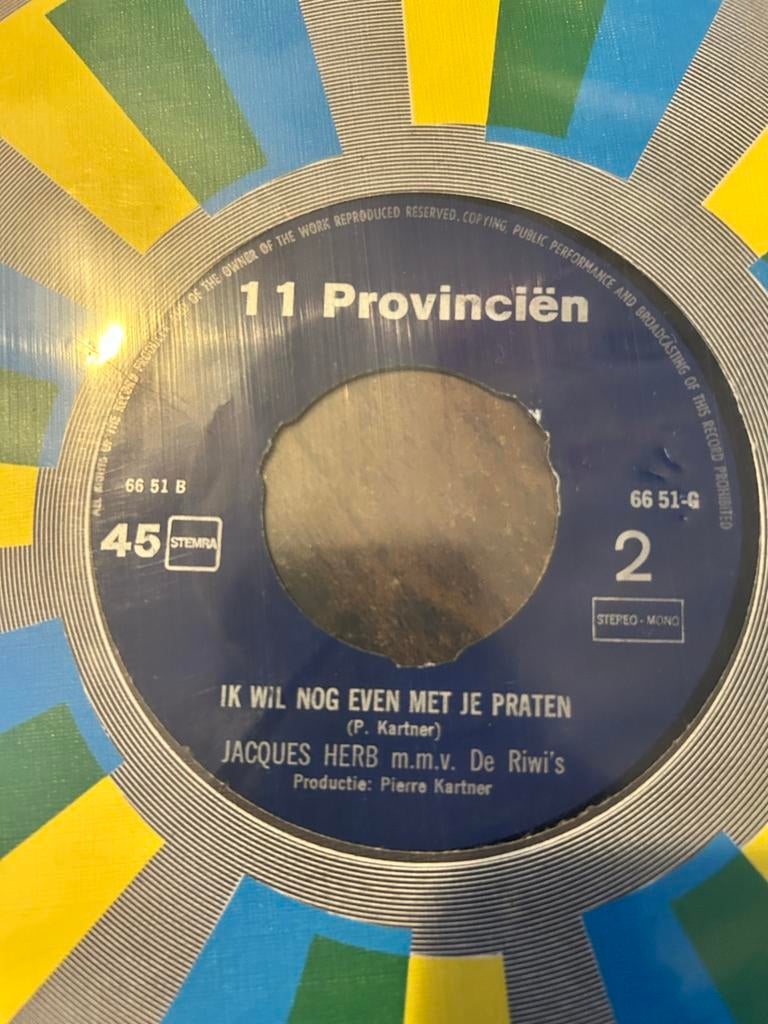 ALL RIGHTS OF THE RECORD PRODUCER AND OF THE OWNER OF THE WORK REPRODUCED RESERVED. COPYING, PUBLIC PERFORMANCE AND BROADCASTING OF THIS RECORD PROHIBITED
11 Provinciën
66 51 B
66 51-G
45 STEMRA
2
STEREO - MONO
IK WIL NOG EVEN MET JE PRATEN
(P. Kartner)
JACQUES HERB m.m.v. De Riwi's
Productie: Pierre Kartner